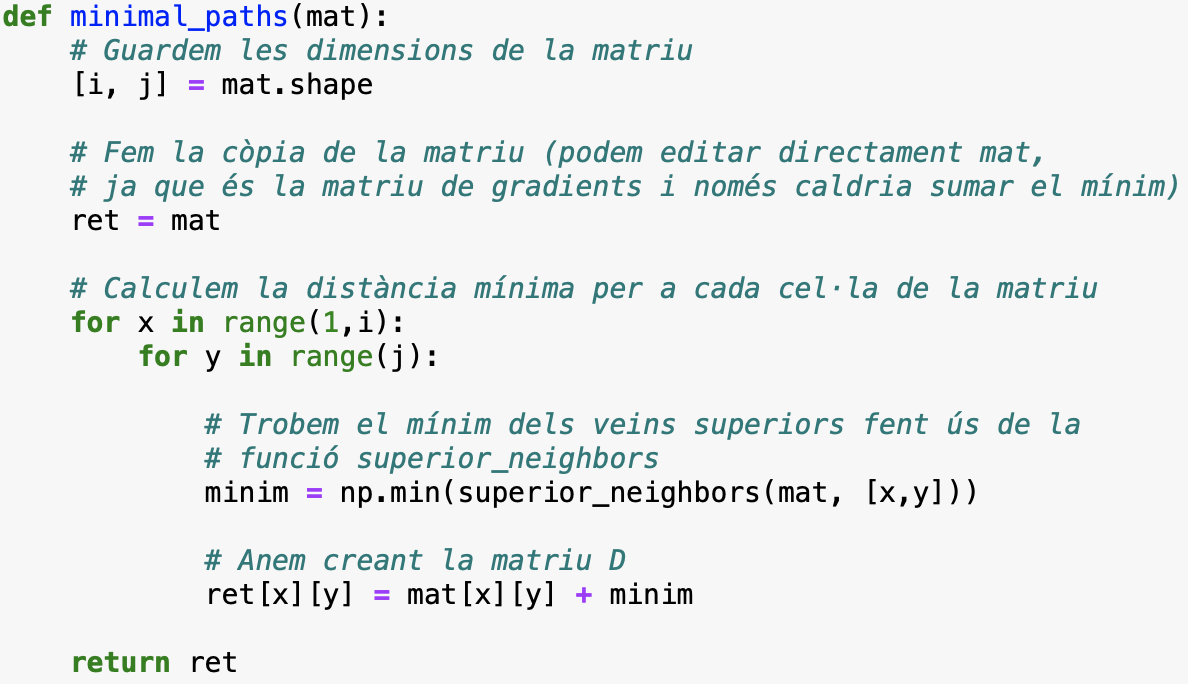 def minimal_paths(mat):
    # Guardem les dimensions de la matriu
    [i, j] = mat.shape

    # Fem la còpia de la matriu (podem editar directament mat,
    # ja que és la matriu de gradients i només caldria sumar el mínim)
    ret = mat

    # Calculem la distància mínima per a cada cel·la de la matriu
    for x in range(1,i):
        for y in range(j):

            # Trobem el mínim dels veins superiors fent ús de la
            # funció superior_neighbors
            minim = np.min(superior_neighbors(mat, [x,y]))

            # Anem creant la matriu D
            ret[x][y] = mat[x][y] + minim

    return ret